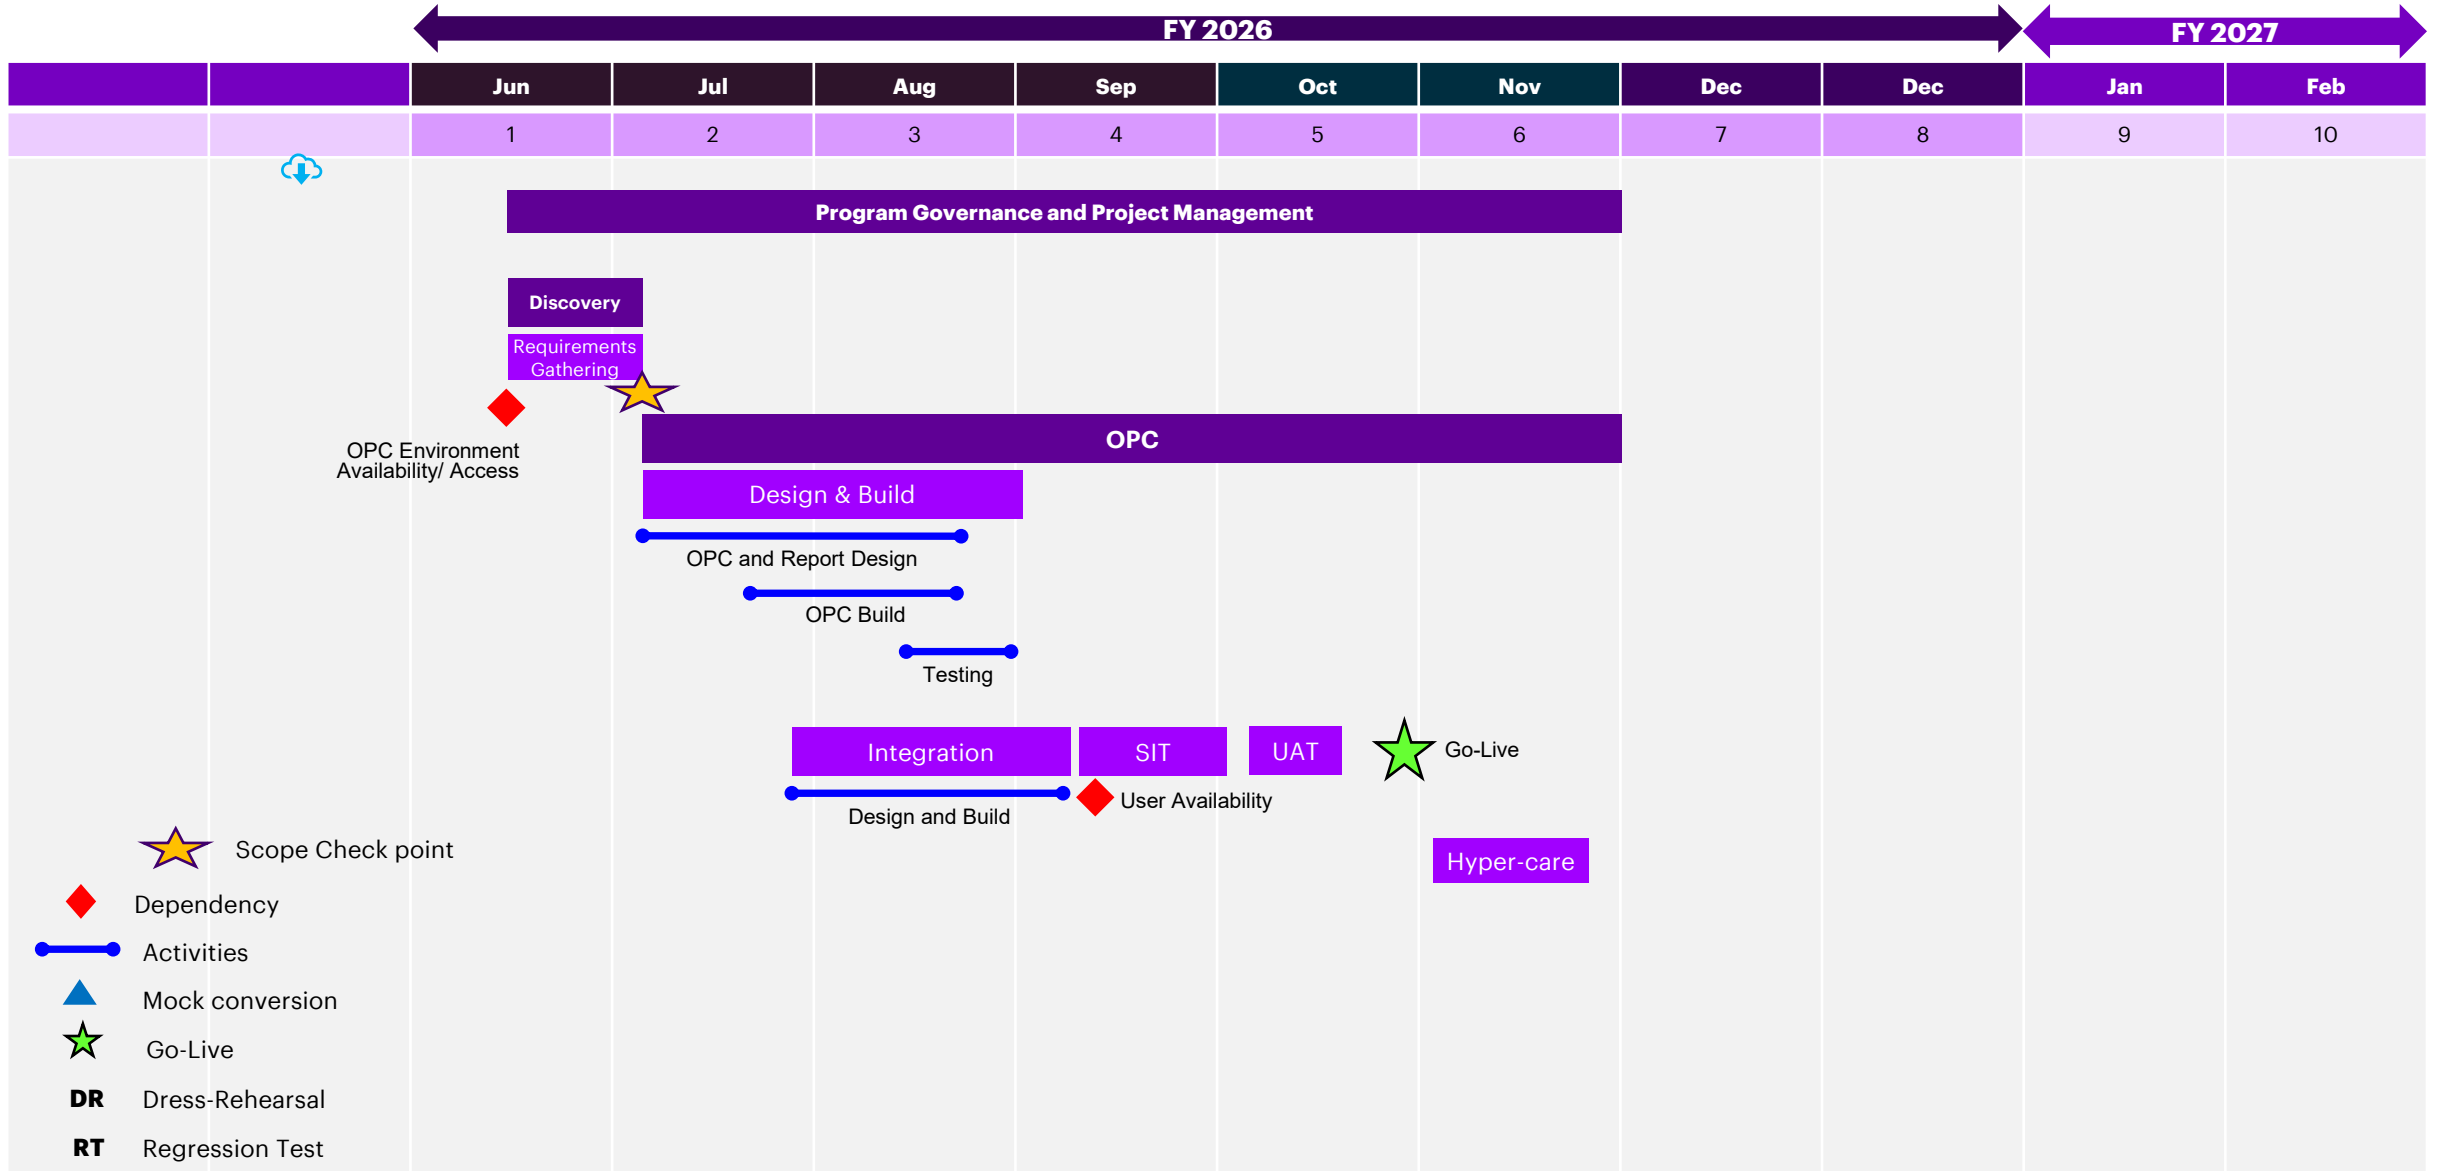 FY 2026
FY 2027
Jun
Jul
Aug
Sep
Oct
Nov
Dec
Dec
Jan
Feb
1
2
3
4
5
6
7
8
9
10
Program Governance and Project Management
Discovery
Requirements
Gathering
OPC Environment
Availability/ Access
OPC
Design & Build
OPC and Report Design
OPC Build
Testing
Integration
SIT
UAT
Go-Live
Design and Build
User Availability
Hyper-care
Scope Check point
Dependency
Activities
Mock conversion
Go-Live
DR
Dress-Rehearsal
RT
Regression Test